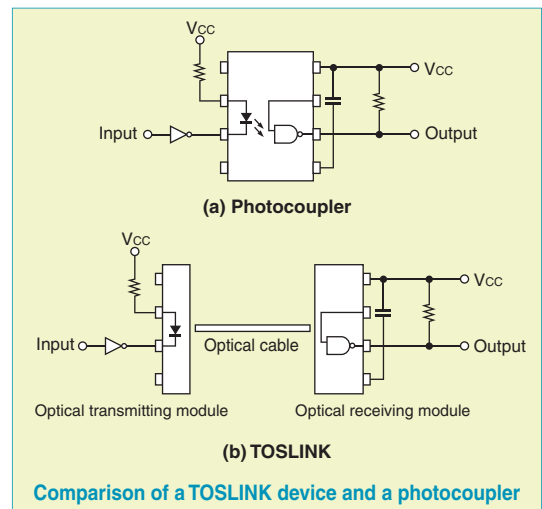 VCC
VCC
Input
Output
(a) Photocoupler
VCC
VCC
Input
Optical cable
Output
Optical transmitting module
Optical receiving module
(b) TOSLINK
Comparison of a TOSLINK device and a photocoupler